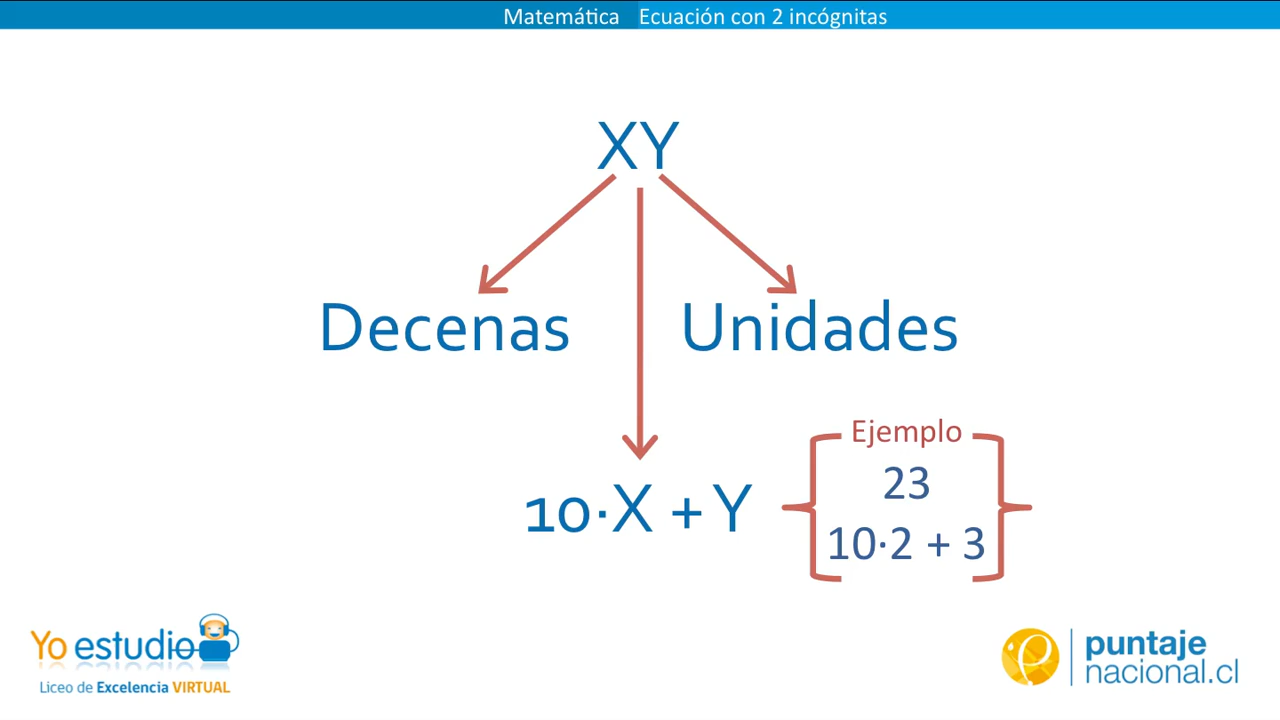 Matemática Ecuación con 2 incógnitas
XY
Decenas Unidades
10·X + Y
Ejemplo
23
10·2 + 3
Yo estudio
Liceo de Excelencia VIRTUAL
puntaje
nacional.cl